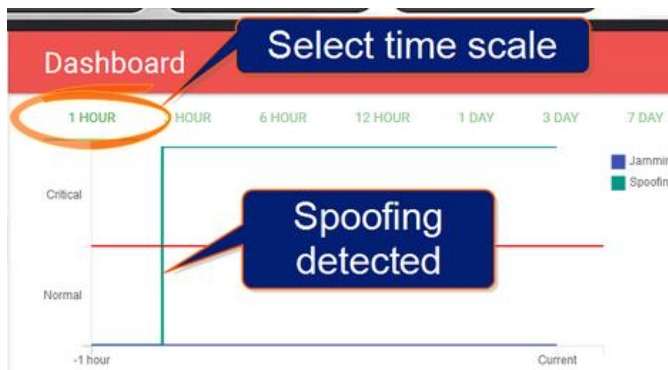 Dashboard
Select time scale
1 HOUR
HOUR
6 HOUR
12 HOUR
1 DAY
3 DAY
7 DAY
Critical
Spoofing
detected
Normal
-1 hour
Current